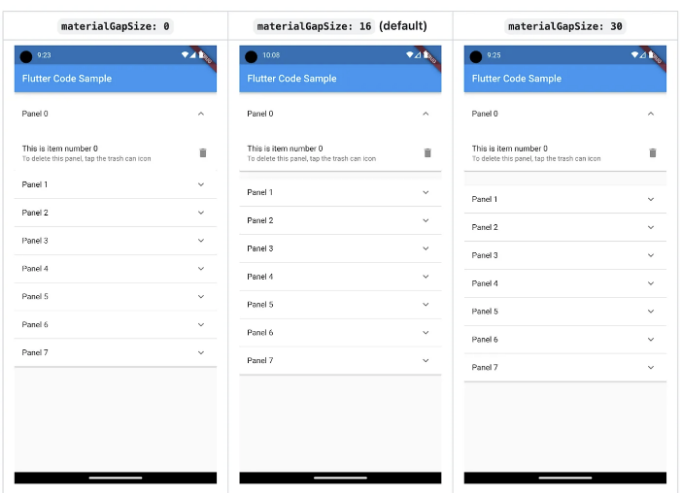 materialGapSize: 0
9:23
Flutter Code Sample
Panel 0
This is item number 0
To delete this panel, tap the trash can icon
Panel 1
Panel 2
Panel 3
Panel 4
Panel 5
Panel 6
Panel 7
materialGapSize: 16 (default)
10:08
Flutter Code Sample
Panel 0
This is item number 0
To delete this panel, tap the trash can icon
Panel 1
Panel 2
Panel 3
Panel 4
Panel 5
Panel 6
Panel 7
materialGapSize: 30
9:25
Flutter Code Sample
Panel 0
This is item number 0
To delete this panel, tap the trash can icon
Panel 1
Panel 2
Panel 3
Panel 4
Panel 5
Panel 6
Panel 7